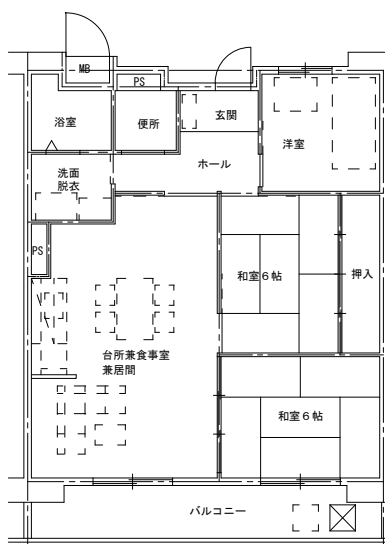 MB
PS
浴室
便所
玄関
洋室
ホール
洗面
脱衣
PS
和室６帖
押入
台所兼食事室
兼居間
和室６帖
バルコニー